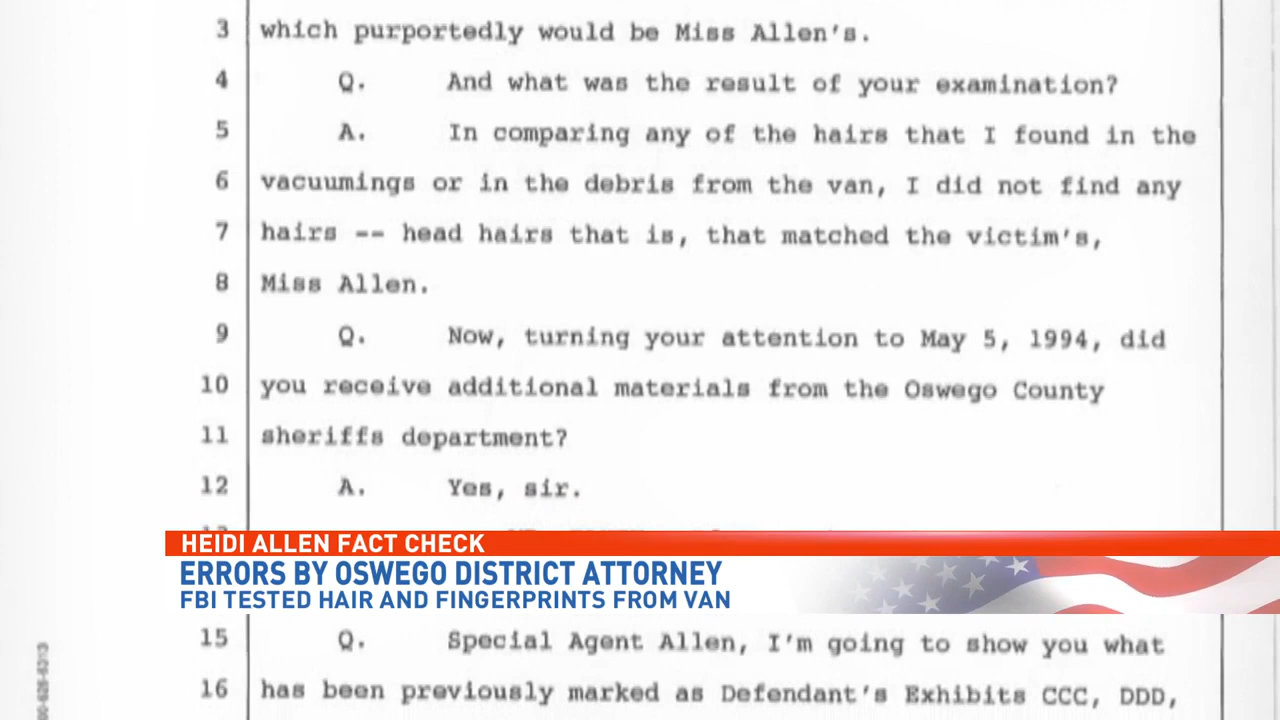 3 which purportedly would be Miss Allen's.
4 Q. And what was the result of your examination?
5 A. In comparing any of the hairs that I found in the
6 vacuumings or in the debris from the van, I did not find any
7 hairs -- head hairs that is, that matched the victim's,
8 Miss Allen.
9 Q. Now, turning your attention to May 5, 1994, did
10 you receive additional materials from the Oswego County
11 sheriffs department?
12 A. Yes, sir.
HEIDI ALLEN FACT CHECK
ERRORS BY OSWEGO DISTRICT ATTORNEY
FBI TESTED HAIR AND FINGERPRINTS FROM VAN
15 Q. Special Agent Allen, I'm going to show you what
16 has been previously marked as Defendant's Exhibits CCC, DDD,